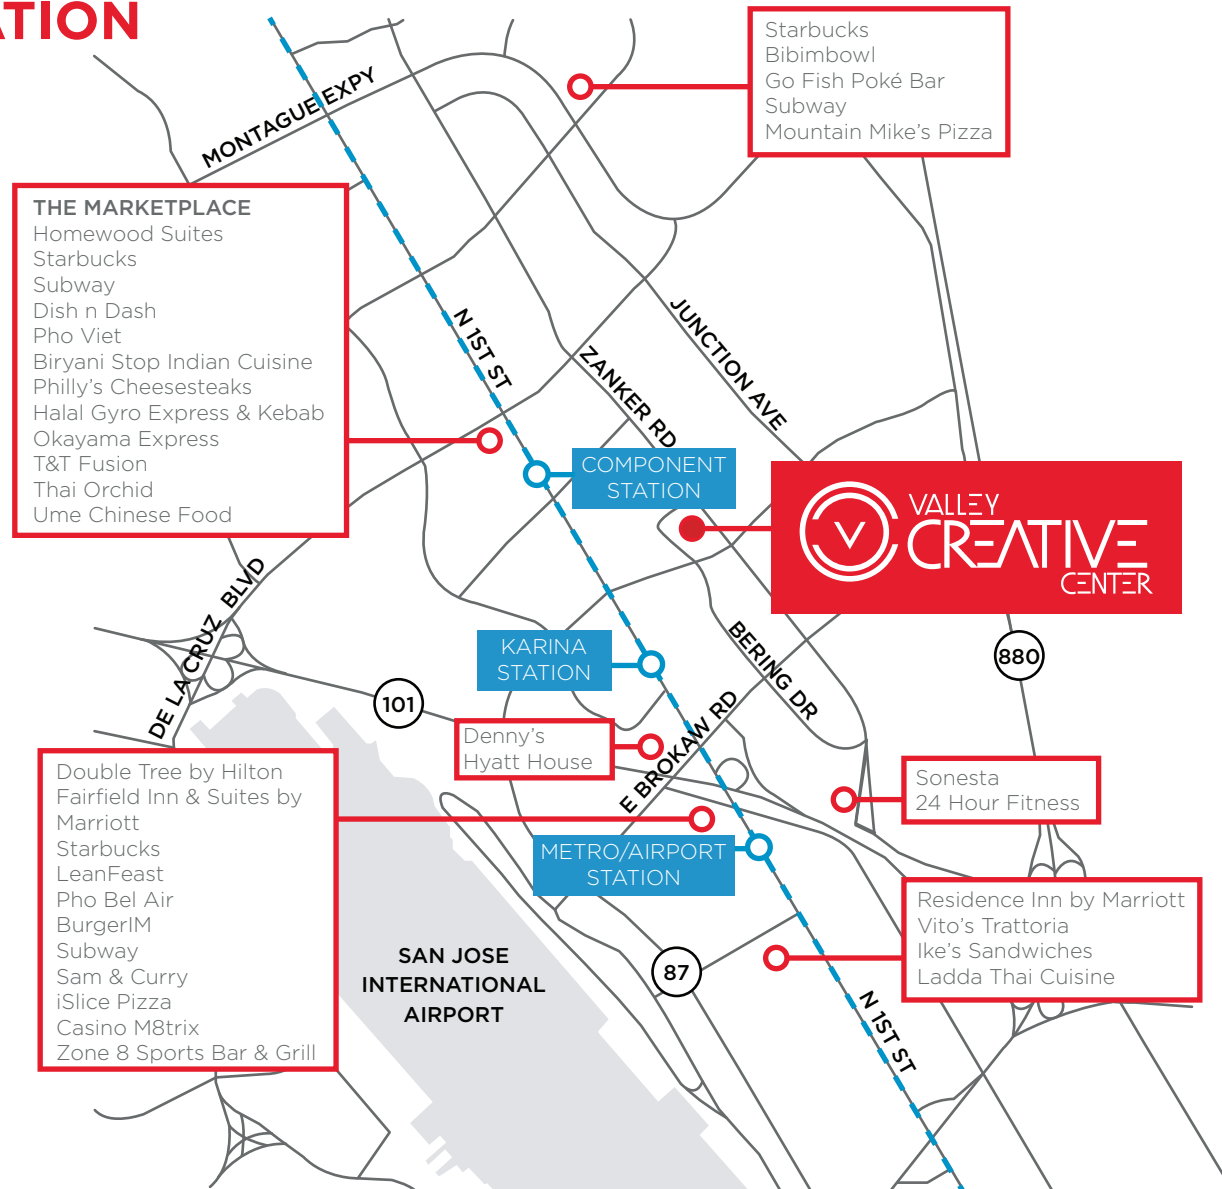 ATION
Starbucks
Bibimbowl
Go Fish Poké Bar
Subway
Mountain Mike's Pizza
MONTAGUE EXPY
THE MARKETPLACE
Homewood Suites
Starbucks
Subway
Dish n Dash
Pho Viet
Biryani Stop Indian Cuisine
Philly's Cheesesteaks
Halal Gyro Express & Kebab
Okayama Express
T&T Fusion
Thai Orchid
Ume Chinese Food
N 1ST ST
JUNCTION AVE
ZANKER RD
COMPONENT
STATION
VALLEY
CREATIVE
CENTER
DE LA CRUZ BLVD
KARINA
STATION
BERING DR
880
101
Denny's
Hyatt House
E BROKAW RD
Double Tree by Hilton
Fairfield Inn & Suites by
Marriott
Starbucks
LeanFeast
Pho Bel Air
BurgerIM
Subway
Sam & Curry
iSlice Pizza
Casino M8trix
Zone 8 Sports Bar & Grill
Sonesta
24 Hour Fitness
METRO/AIRPORT
STATION
Residence Inn by Marriott
Vito's Trattoria
Ike's Sandwiches
Ladda Thai Cuisine
SAN JOSE
INTERNATIONAL
AIRPORT
87
N 1ST ST